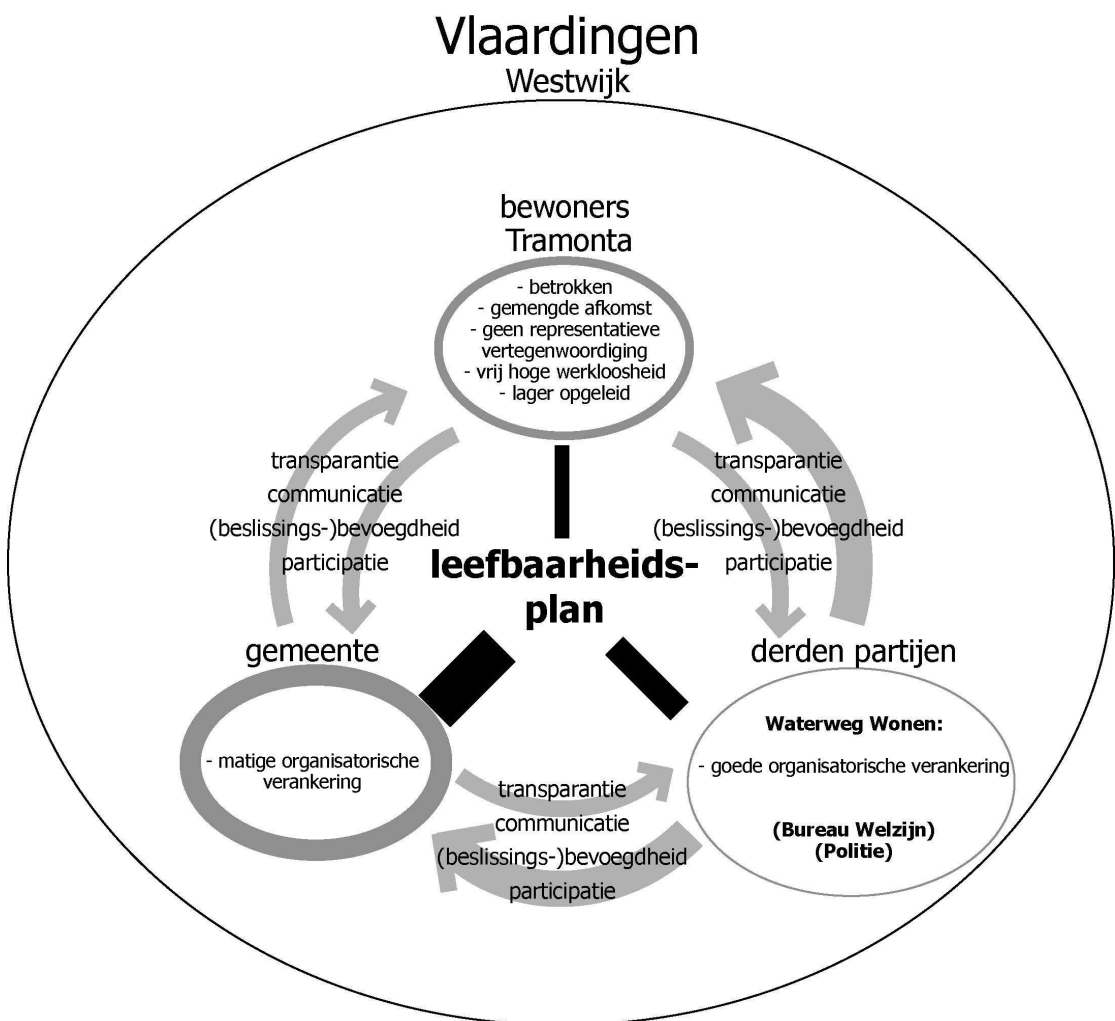 Vlaardingen
Westwijk
bewoners
Tramonta
- betrokken
- gemengde afkomst
- geen representatieve
vertegenwoordiging
- vrij hoge werkloosheid
- lager opgeleid
transparantie
communicatie
(beslissings-)bevoegdheid
participatie
transparantie
communicatie
(beslissings-)bevoegdheid
participatie
leefbaarheids-
plan
gemeente
- matige organisatorische
verankering
derden partijen
Waterweg Wonen:
- goede organisatorische verankering
(Bureau Welzijn)
(Politie)
transparantie
communicatie
(beslissings-)bevoegdheid
participatie